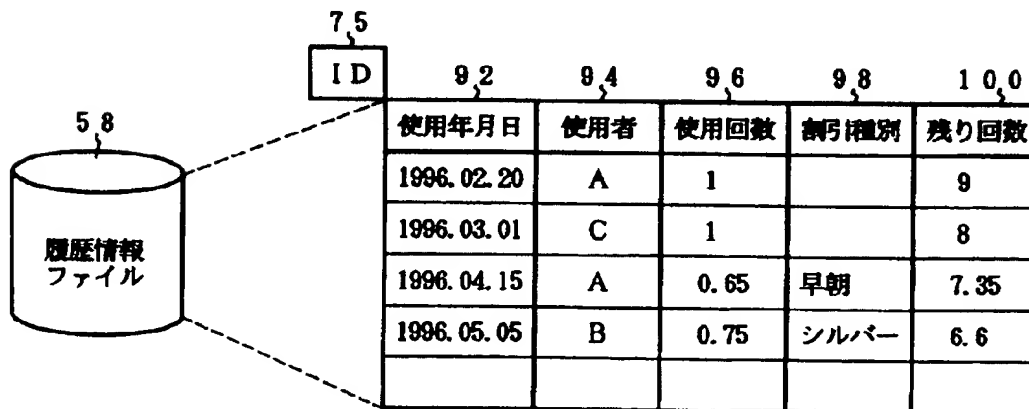 ７５
ＩＤ
９２ ９４ ９６ ９８ １００
５８
使用年月日 使用者 使用回数 割引種別 残り回数
1996.02.20 A 1 9
1996.03.01 C 1 8
1996.04.15 A 0.65 早朝 7.35
1996.05.05 B 0.75 シルバー 6.6
履歴情報
ファイル